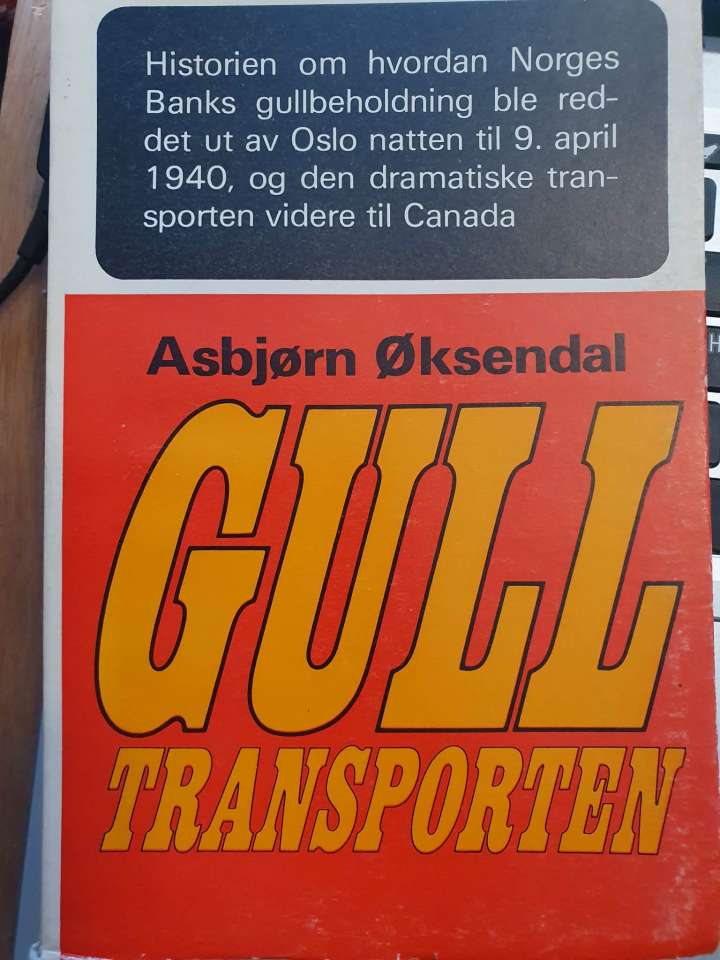 Historien om hvordan Norges
Banks gullbeholdning ble red-
det ut av Oslo natten til 9. april
1940, og den dramatiske tran-
sporten videre til Canada
Asbjørn Øksendal
GULL
TRANSPORTEN
H